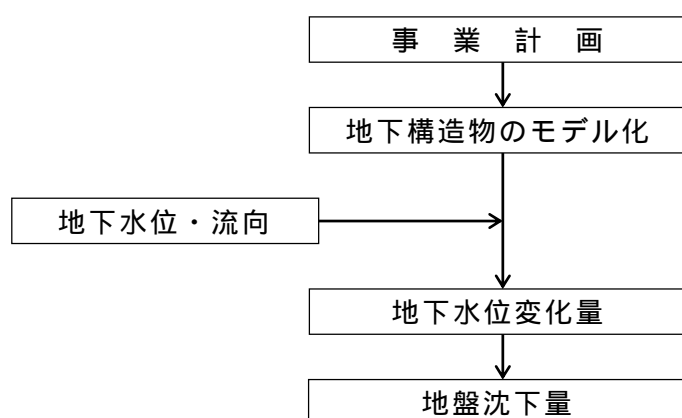 事　業　計　画
地下構造物のモデル化
地下水位・流向
地下水位変化量
地盤沈下量